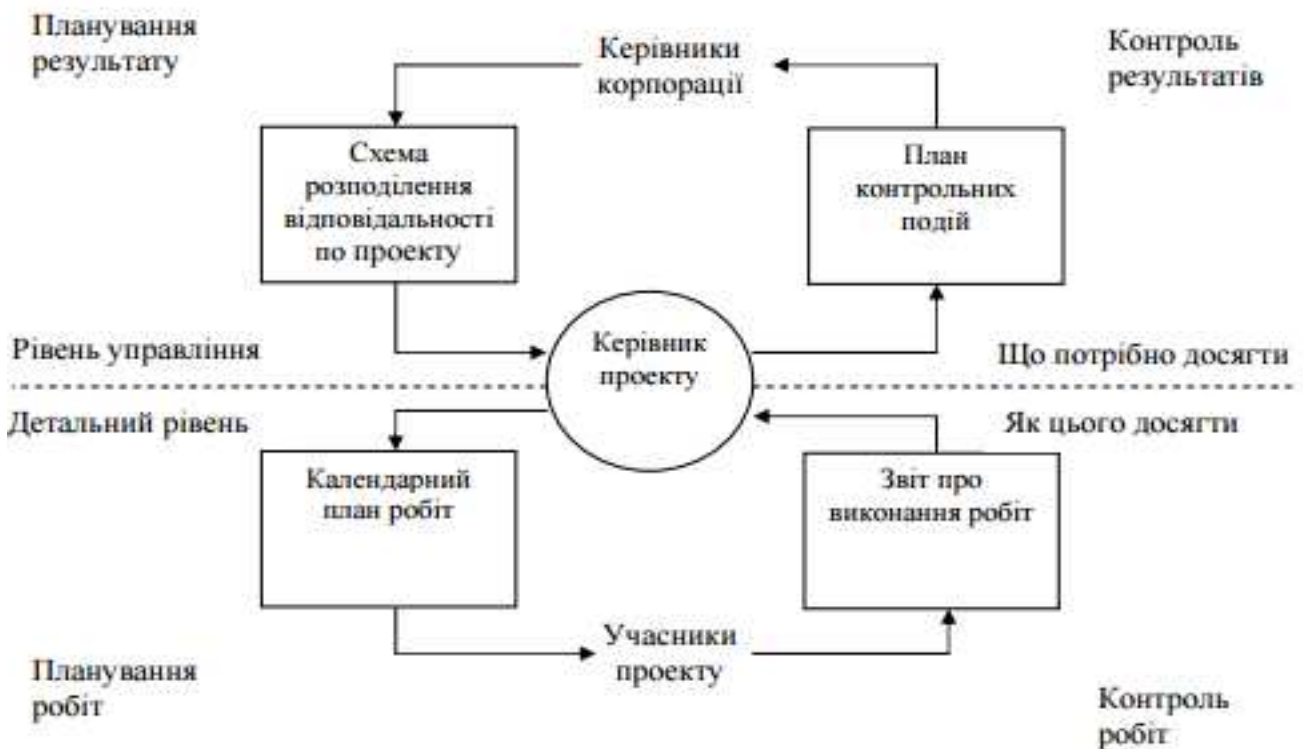 Планування
результату
Керівники
корпорації
Контроль
результатів
Схема
розподілення
відповідальності
по проекту
План
контрольних
подій
Рівень управління
Керівник
проекту
Що потрібно досягти
Детальний рівень
Як цього досягти
Календарний
план робіт
Звіт про
виконання робіт
Учасники
проекту
Планування
робіт
Контроль
робіт